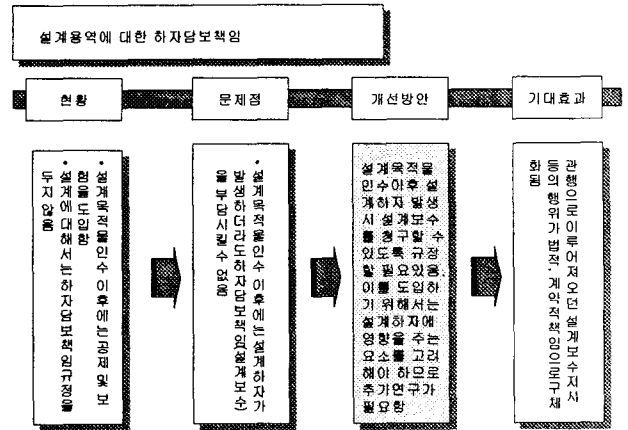 설계용역에 대한 하자담보책임
현황
문제점
개선방안
기대효과
• 설계목적물인수 이후에는 공제 및 보
험을 도입함
• 설계에 대해서는 하자담보책임규정을
두지 않음
• 설계목적물인수 이후에는설계하자가
발생하더라도하자담보책임(설계보수
을 부담시킬수 없음
설계목적물
인수이후 설
계하자 발생
시 설계보수
를 청구할 수
있도록 규정
할 필요있음.
이를 도입하
기 위해서는
설계하자에
영향을 주는
요소를 고려
해야 하므로
추가연구가
필요함
관행으로이루어져오던설계보수지시
등의 행위가 법적·계약적책임으로구체
화됨